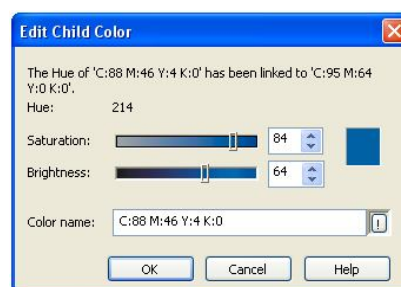 Edit Child Color
The Hue of 'C:88 M:46 Y:4 K:0' has been linked to 'C:95 M:64
Y:0 K:0'.
Hue: 214
Saturation: 84
Brightness: 64
Color name: C:88 M:46 Y:4 K:0 !
OK Cancel Help